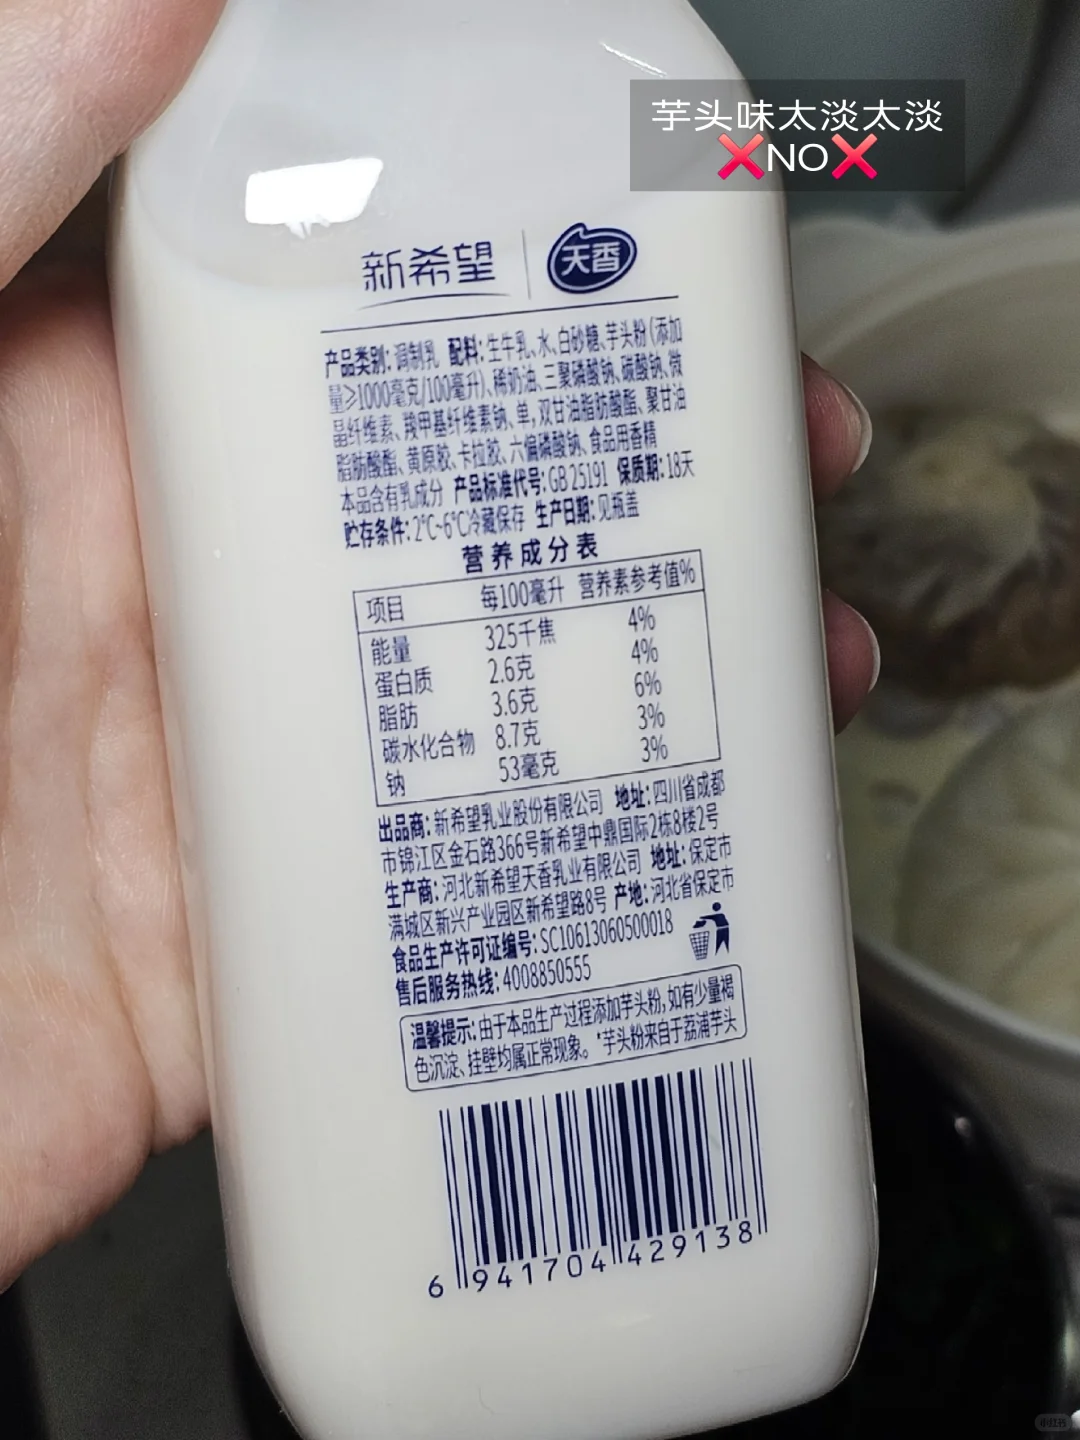 芋头味太淡太淡
❌NO❌
新希望 天香
产品类别:调制乳 配料:生牛乳、水、白砂糖、芋头粉(添加
量≥1000毫克/100毫升)、稀奶油、三聚磷酸钠、碳酸钠、微
晶纤维素、羧甲基纤维素钠、单,双甘油脂肪酸酯、聚甘油
脂肪酸酯、黄原胶、卡拉胶、六偏磷酸钠、食品用香精
本品含有乳成分 产品标准代号:GB 25191 保质期:18天
贮存条件:2°C~6°C冷藏保存 生产日期:见瓶盖
营养成分表
项目 每100毫升 营养素参考值%
能量 325千焦 4%
蛋白质 2.6克 4%
脂肪 3.6克 6%
碳水化合物 8.7克 3%
钠 53毫克 3%
出品商:新希望乳业股份有限公司 地址:四川省成都
市锦江区金石路366号新希望中鼎国际2栋8楼2号
生产商:河北新希望天香乳业有限公司 地址:保定市
满城区新兴产业园区新希望路8号 产地:河北省保定市
食品生产许可证编号:SC10613060500018
售后服务热线:4008850555
温馨提示:由于本品生产过程添加芋头粉,如有少量褐
色沉淀、挂壁均属正常现象。*芋头粉来自于荔浦芋头
6 941704 429138
小红书